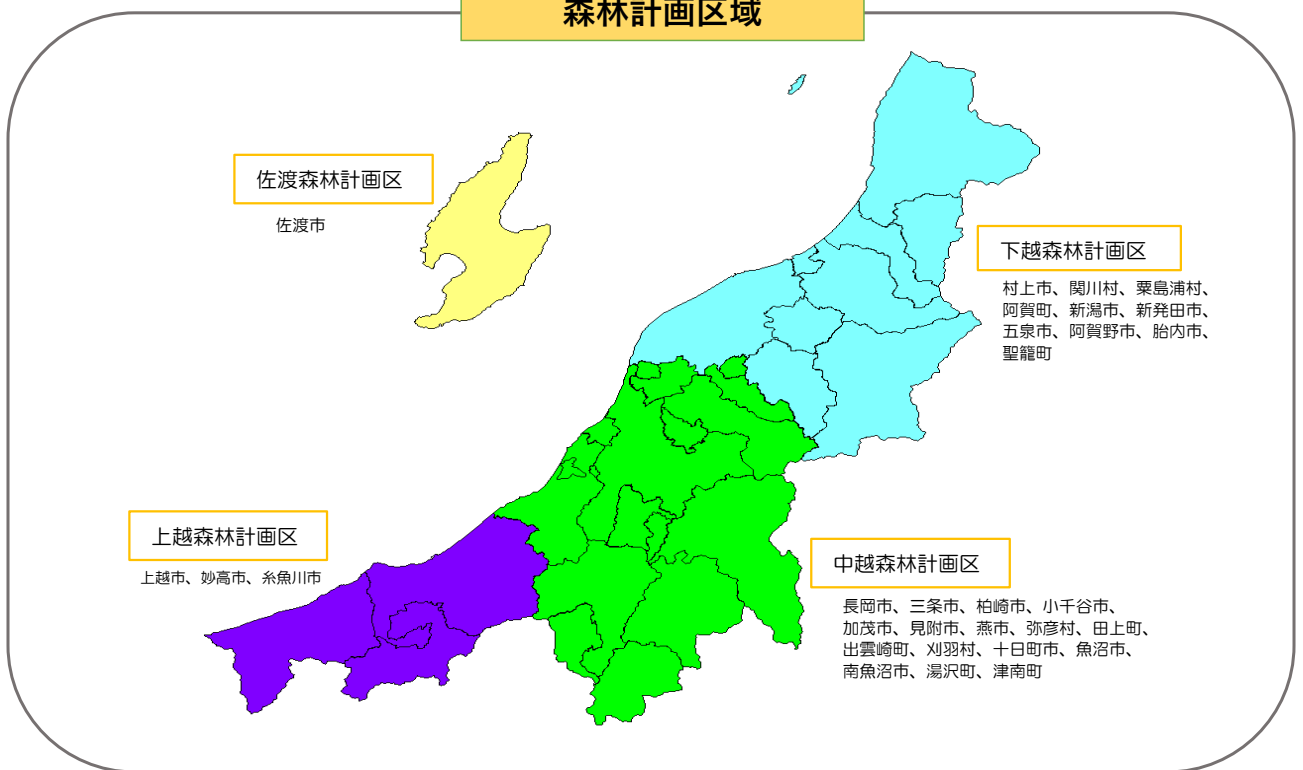 森林計画区域
佐渡森林計画区
佐渡市
下越森林計画区
村上市、関川村、粟島浦村、
阿賀町、新潟市、新発田市、
五泉市、阿賀野市、胎内市、
聖籠町
上越森林計画区
上越市、妙高市、糸魚川市
中越森林計画区
長岡市、三条市、柏崎市、小千谷市、
加茂市、見附市、燕市、弥彦村、田上町、
出雲崎町、刈羽村、十日町市、魚沼市、
南魚沼市、湯沢町、津南町